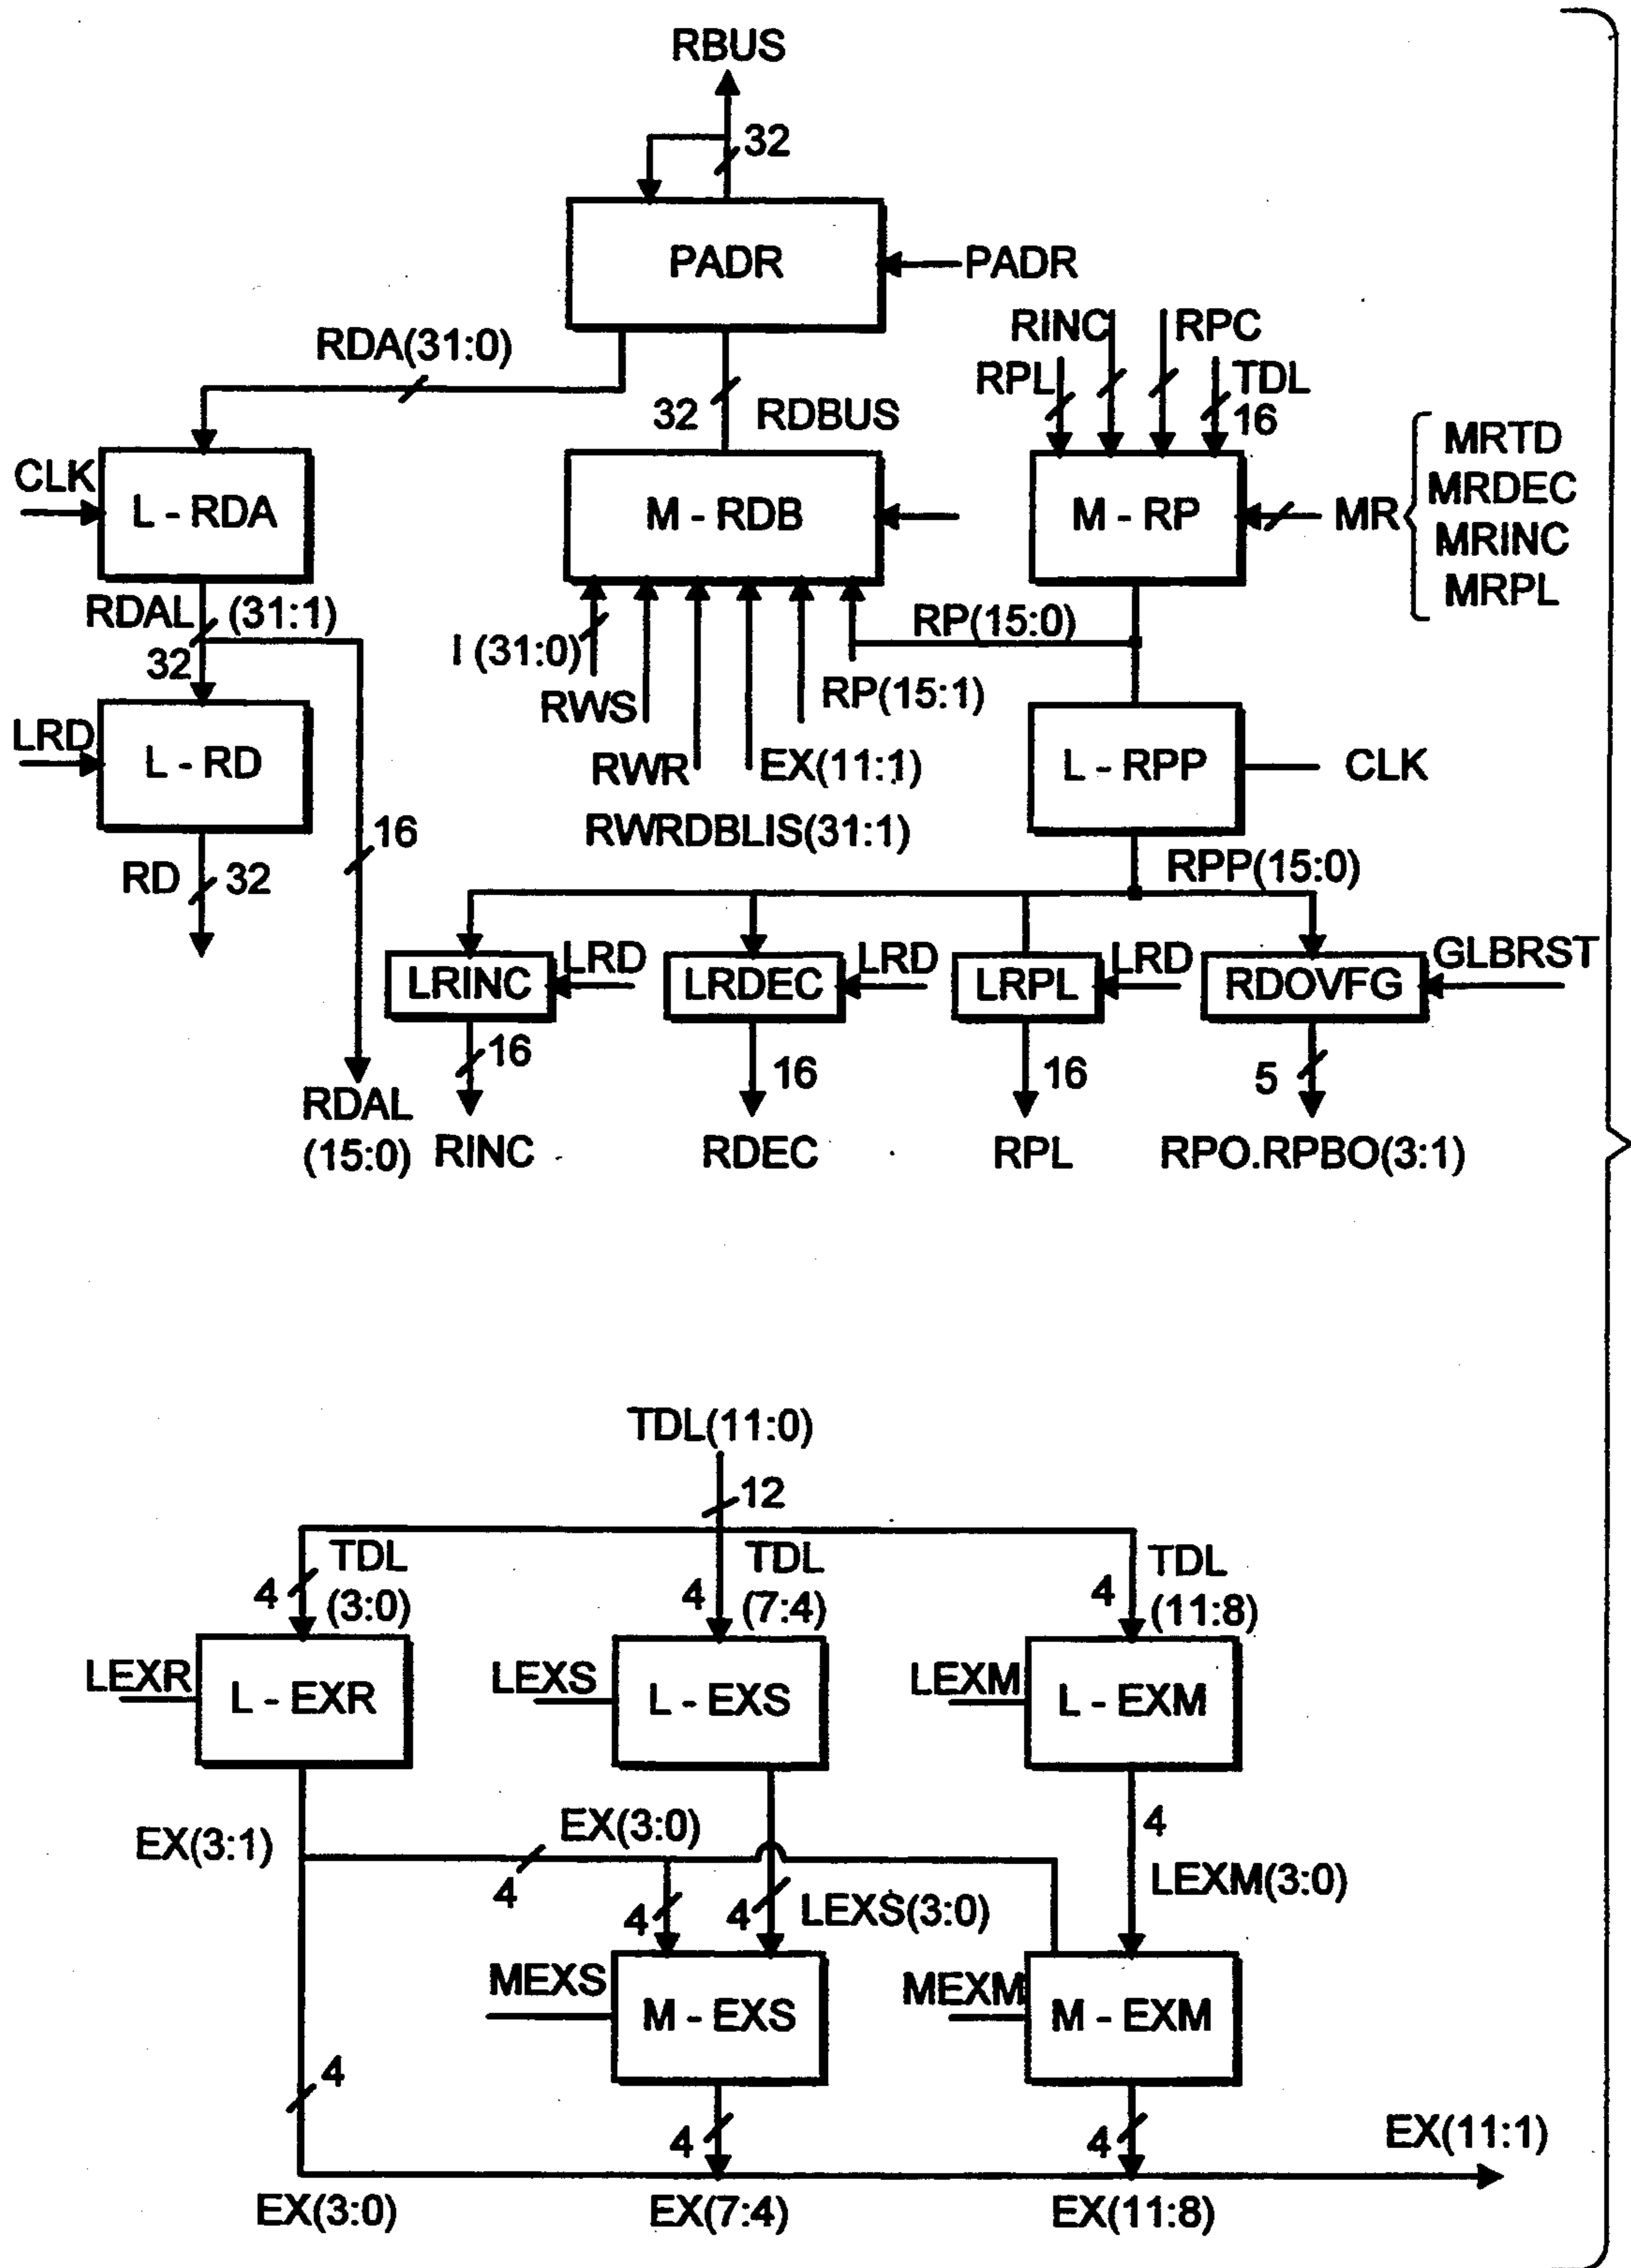 RBUS
32
PADR
PADR
RDA(31:0)
32
RDBUS
RINC
RPC
RPL
TDL
16
CLK
L - RDA
M - RDB
M - RP
MR
MRTD
MRDEC
MRINC
MRPL
RDAL
(31:1)
32
I (31:0)
RWS
RWR
EX(11:1)
RWRDBLIS(31:1)
RP(15:0)
RP(15:1)
LRD
L - RD
L - RPP
CLK
RD
32
16
RPP(15:0)
LRINC
LRD
LRDEC
LRD
LRPL
LRD
RDOVFG
GLBRST
16
16
16
5
RDAL
(15:0)
RINC
RDEC
RPL
RPO.RPBO(3:1)
TDL(11:0)
12
4
TDL
(3:0)
4
TDL
(7:4)
4
TDL
(11:8)
LEXR
L - EXR
LEXS
L - EXS
LEXM
L - EXM
EX(3:1)
EX(3:0)
4
4
4
LEXS(3:0)
4
LEXM(3:0)
MEXS
M - EXS
MEXM
M - EXM
4
4
4
EX(11:1)
EX(3:0)
EX(7:4)
EX(11:8)